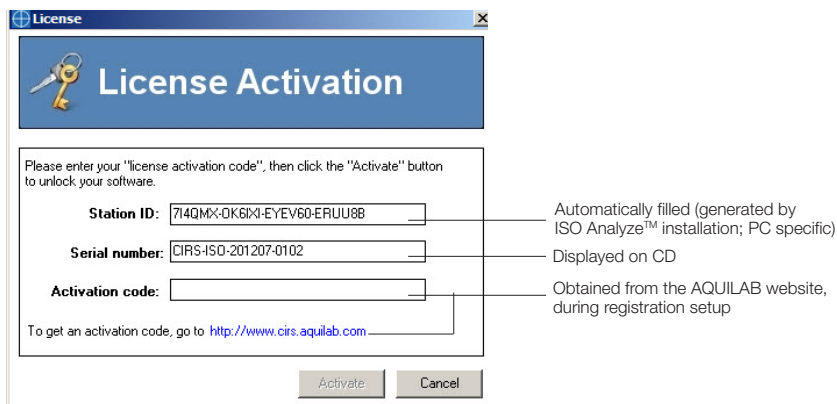 License
License Activation
Please enter your "license activation code", then click the "Activate" button
to unlock your software.
Station ID: 7I4QMX-OK6IXI-EYEV60-ERUU8B
Automatically filled (generated by
ISO Analyze™ installation; PC specific)
Serial number: CIRS-ISO-201207-0102
Displayed on CD
Activation code:
Obtained from the AQUILAB website,
during registration setup
To get an activation code, go to http://www.cirs.aquilab.com
Activate
Cancel